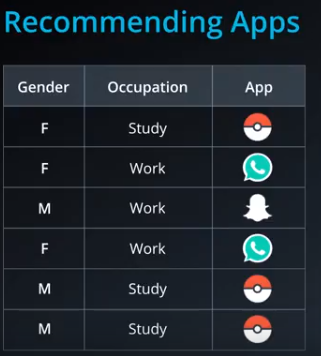 Recommending Apps
Gender Occupation App
F Study
F Work
M Work
F Work
M Study
M Study